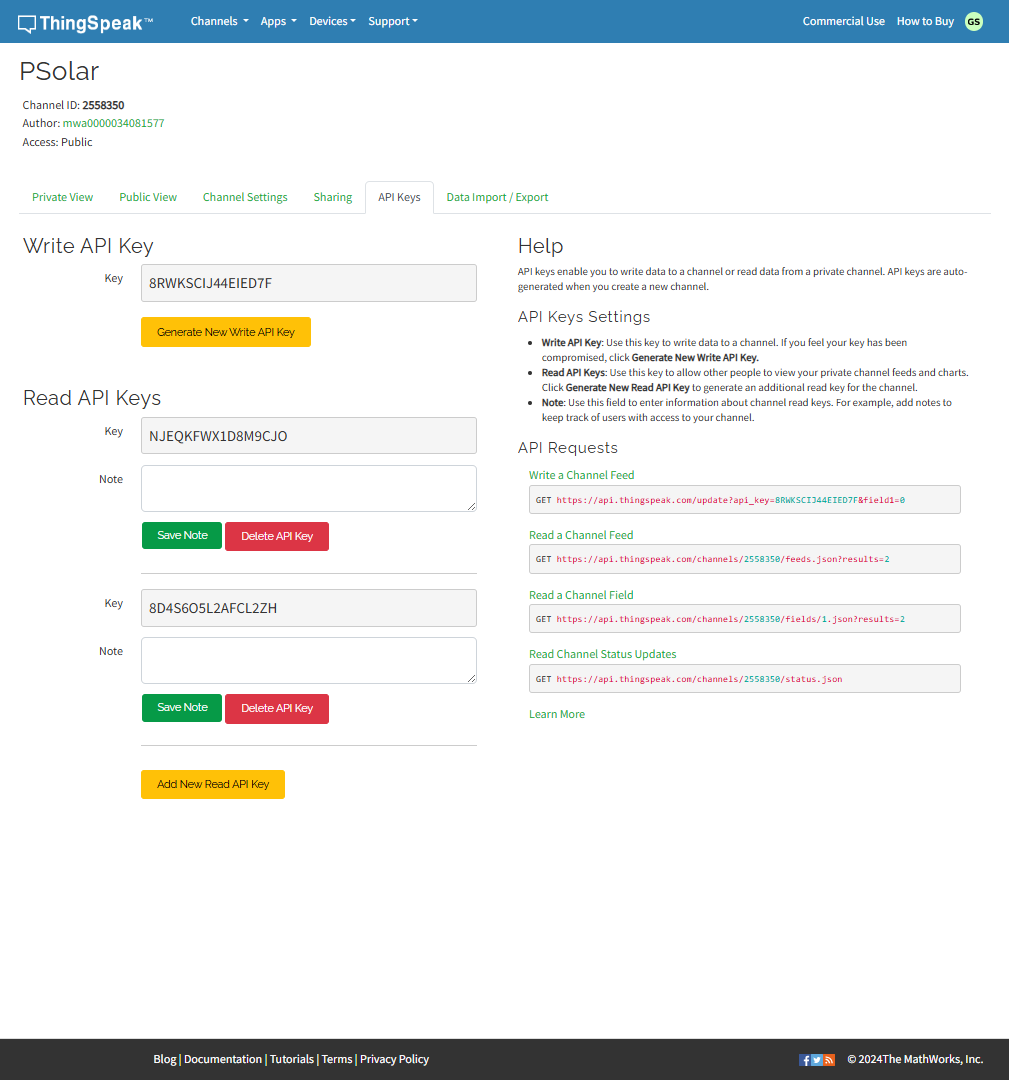 ThingSpeak™ Channels Apps Devices Support Commercial Use How to Buy GS
PSolar
Channel ID: 2558350
Author: mwa0000034081577
Access: Public
Private View Public View Channel Settings Sharing API Keys Data Import / Export
Write API Key
Key 8RWKSCIJ44EIED7F
Generate New Write API Key
Read API Keys
Key NJEQKFWX1D8M9CJO
Note
Save Note Delete API Key
Key 8D4S6O5L2AFCL2ZH
Note
Save Note Delete API Key
Add New Read API Key
Help
API keys enable you to write data to a channel or read data from a private channel. API keys are auto-
generated when you create a new channel.
API Keys Settings
• Write API Key: Use this key to write data to a channel. If you feel your key has been
compromised, click Generate New Write API Key.
• Read API Keys: Use this key to allow other people to view your private channel feeds and charts.
Click Generate New Read API Key to generate an additional read key for the channel.
• Note: Use this field to enter information about channel read keys. For example, add notes to
keep track of users with access to your channel.
API Requests
Write a Channel Feed
GET https://api.thingspeak.com/update?api_key=8RWKSCIJ44EIED7F&field1=0
Read a Channel Feed
GET https://api.thingspeak.com/channels/2558350/feeds.json?results=2
Read a Channel Field
GET https://api.thingspeak.com/channels/2558350/fields/1.json?results=2
Read Channel Status Updates
GET https://api.thingspeak.com/channels/2558350/status.json
Learn More
Blog | Documentation | Tutorials | Terms | Privacy Policy © 2024The MathWorks, Inc.